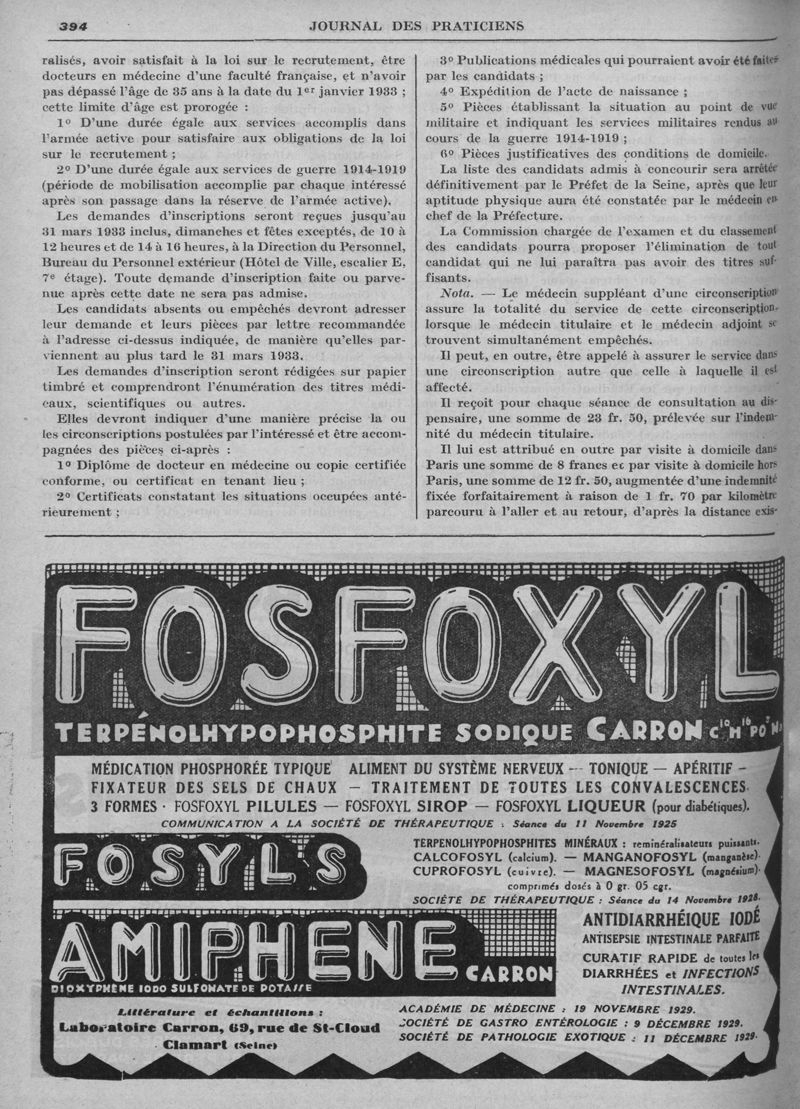 394
JOURNAL DES PRATICIENS
ralisés, avoir satisfait à la loi sur le recrutement, être
docteurs en médecine d'une faculté française, et n'avoir
pas dépassé l'âge de 35 ans à la date du 1er janvier 1933 ;
cette limite d'âge est prorogée :
1º D'une durée égale aux services accomplis dans
l'armée active pour satisfaire aux obligations de la loi
sur le recrutement ;
2º D'une durée égale aux services de guerre 1914-1919
(période de mobilisation accomplie par chaque intéressé
après son passage dans la réserve de l'armée active).
Les demandes d'inscriptions seront reçues jusqu'au
31 mars 1933 inclus, dimanches et fêtes exceptés, de 10 à
12 heures et de 14 à 16 heures, à la Direction du Personnel,
Bureau du Personnel extérieur (Hôtel de Ville, escalier E,
7e étage). Toute demande d'inscription faite ou parve-
nue après cette date ne sera pas admise.
Les candidats absents ou empêchés devront adresser
leur demande et leurs pièces par lettre recommandée
à l'adresse ci-dessus indiquée, de manière qu'elles par-
viennent au plus tard le 31 mars 1933.
Les demandes d'inscription seront rédigées sur papier
timbré et comprendront l'énumération des titres médi-
caux, scientifiques ou autres.
Elles devront indiquer d'une manière précise la ou
les circonscriptions postulées par l'intéressé et être accom-
pagnées des pièces ci-après :
1º Diplôme de docteur en médecine ou copie certifiée
conforme, ou certificat en tenant lieu ;
2º Certificats constatant les situations occupées anté-
rieurement ;
3º Publications médicales qui pourraient avoir été faites
par les candidats ;
4º Expédition de l'acte de naissance ;
5º Pièces établissant la situation au point de vue
militaire et indiquant les services militaires rendus au
cours de la guerre 1914-1919 ;
6º Pièces justificatives des conditions de domicile.
La liste des candidats admis à concourir sera arrêtée
définitivement par le Préfet de la Seine, après que leur
aptitude physique aura été constatée par le médecin en
chef de la Préfecture.
La Commission chargée de l'examen et du classement
des candidats pourra proposer l'élimination de tout
candidat qui ne lui paraîtra pas avoir des titres suf-
fisants.
Nota. — Le médecin suppléant d'une circonscription
assure la totalité du service de cette circonscription,
lorsque le médecin titulaire et le médecin adjoint se
trouvent simultanément empêchés.
Il peut, en outre, être appelé à assurer le service dans
une circonscription autre que celle à laquelle il est
affecté.
Il reçoit pour chaque séance de consultation au dis-
pensaire, une somme de 23 fr. 50, prélevée sur l'indem-
nité du médecin titulaire.
Il lui est attribué en outre par visite à domicile dans
Paris une somme de 8 francs et par visite à domicile hors
Paris, une somme de 12 fr. 50, augmentée d'une indemnité
fixée forfaitairement à raison de 1 fr. 70 par kilomètre
parcouru à l'aller et au retour, d'après la distance exis-
FOSFOXYL
TERPÉNOLHYPOPHOSPHITE SODIQUE CARRON C10H16PO3Na
MÉDICATION PHOSPHORÉE TYPIQUE ALIMENT DU SYSTÈME NERVEUX — TONIQUE — APÉRITIF —
FIXATEUR DES SELS DE CHAUX — TRAITEMENT DE TOUTES LES CONVALESCENCES
3 FORMES · FOSFOXYL PILULES — FOSFOXYL SIROP — FOSFOXYL LIQUEUR (pour diabétiques).
COMMUNICATION A LA SOCIÉTÉ DE THÉRAPEUTIQUE : Séance du 11 Novembre 1925
FOSYL'S
TERPENOLHYPOPHOSPHITES MINÉRAUX : reminéralisateurs puissants.
CALCOFOSYL (calcium). — MANGANOFOSYL (manganèse).
CUPROFOSYL (cuivre). — MAGNESOFOSYL (magnésium).
comprimés dosés à 0 gr. 05 cgr.
SOCIÉTE DE THÉRAPEUTIQUE : Séance du 14 Novembre 1928.
AMIPHENE
CARRON
DIOXYPHÈNE IODO SULFONATE DE POTASSE
ANTIDIARRHÉIQUE IODÉ
ANTISEPSIE INTESTINALE PARFAITE
CURATIF RAPIDE de toutes les
DIARRHÉES et INFECTIONS
INTESTINALES.
Littérature et échantillons :
Laboratoire Carron, 69, rue de St-Cloud
Clamart (Seine)
ACADÉMIE DE MÉDECINE : 19 NOVEMBRE 1929.
SOCIÉTÉ DE GASTRO ENTÉROLOGIE : 9 DÉCEMBRE 1929.
SOCIÉTÉ DE PATHOLOGIE EXOTIQUE : 11 DÉCEMBRE 1929.